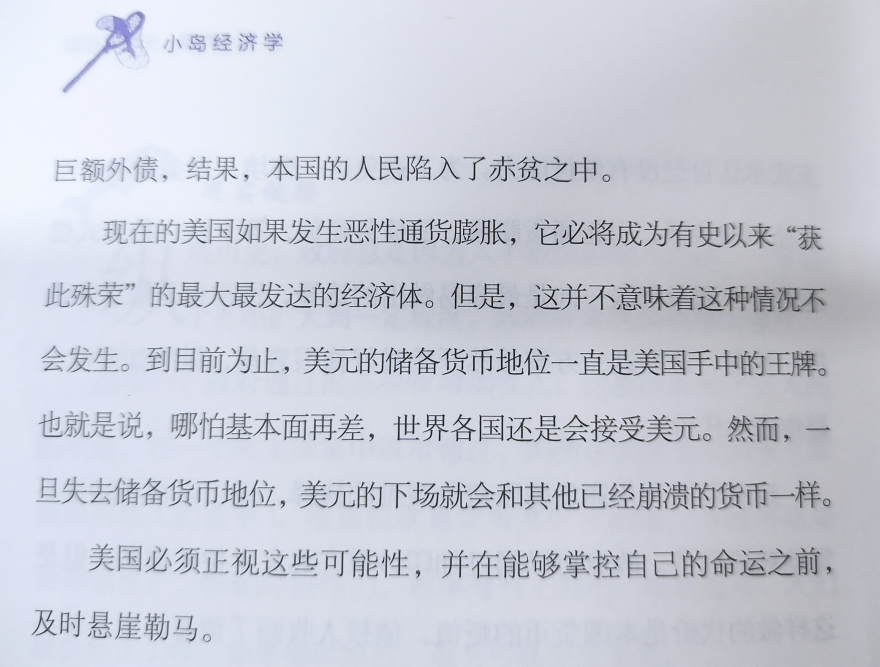 小岛经济学
巨额外债，结果，本国的人民陷入了赤贫之中。
现在的美国如果发生恶性通货膨胀，它必将成为有史以来“获
此殊荣”的最大最发达的经济体。但是，这并不意味着这种情况不
会发生。到目前为止，美元的储备货币地位一直是美国手中的王牌。
也就是说，哪怕基本面再差，世界各国还是会接受美元。然而，一
旦失去储备货币地位，美元的下场就会和其他已经崩溃的货币一样。
美国必须正视这些可能性，并在能够掌控自己的命运之前，
及时悬崖勒马。